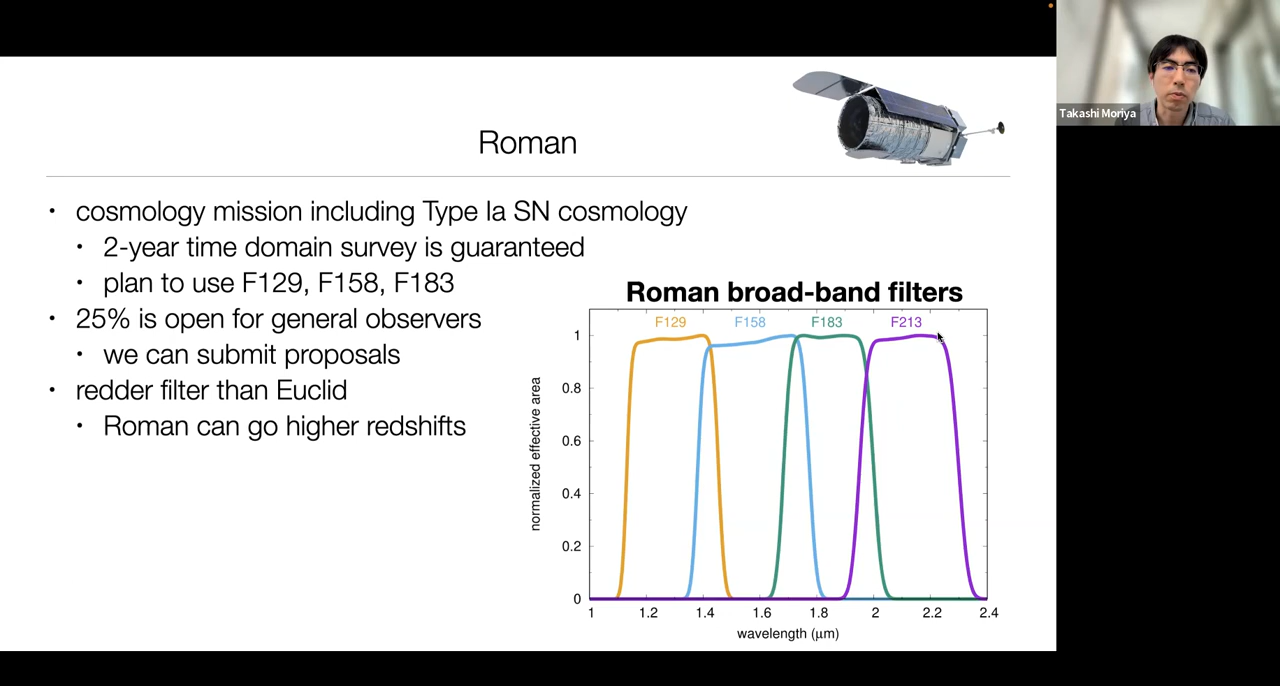 Takashi Moriya
Roman
• cosmology mission including Type Ia SN cosmology
• 2-year time domain survey is guaranteed
• plan to use F129, F158, F183
• 25% is open for general observers
• we can submit proposals
• redder filter than Euclid
• Roman can go higher redshifts
Roman broad-band filters
F129 F158 F183 F213
1
0.8
0.6
0.4
0.2
0
normalized effective area
1 1.2 1.4 1.6 1.8 2 2.2 2.4
wavelength (μm)